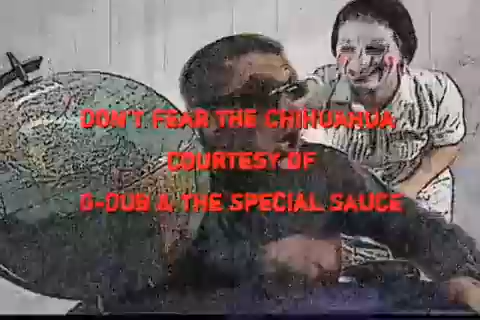 DON'T FEAR THE CHIHUAHUA
COURTESY OF
D-DUB & THE SPECIAL SAUCE